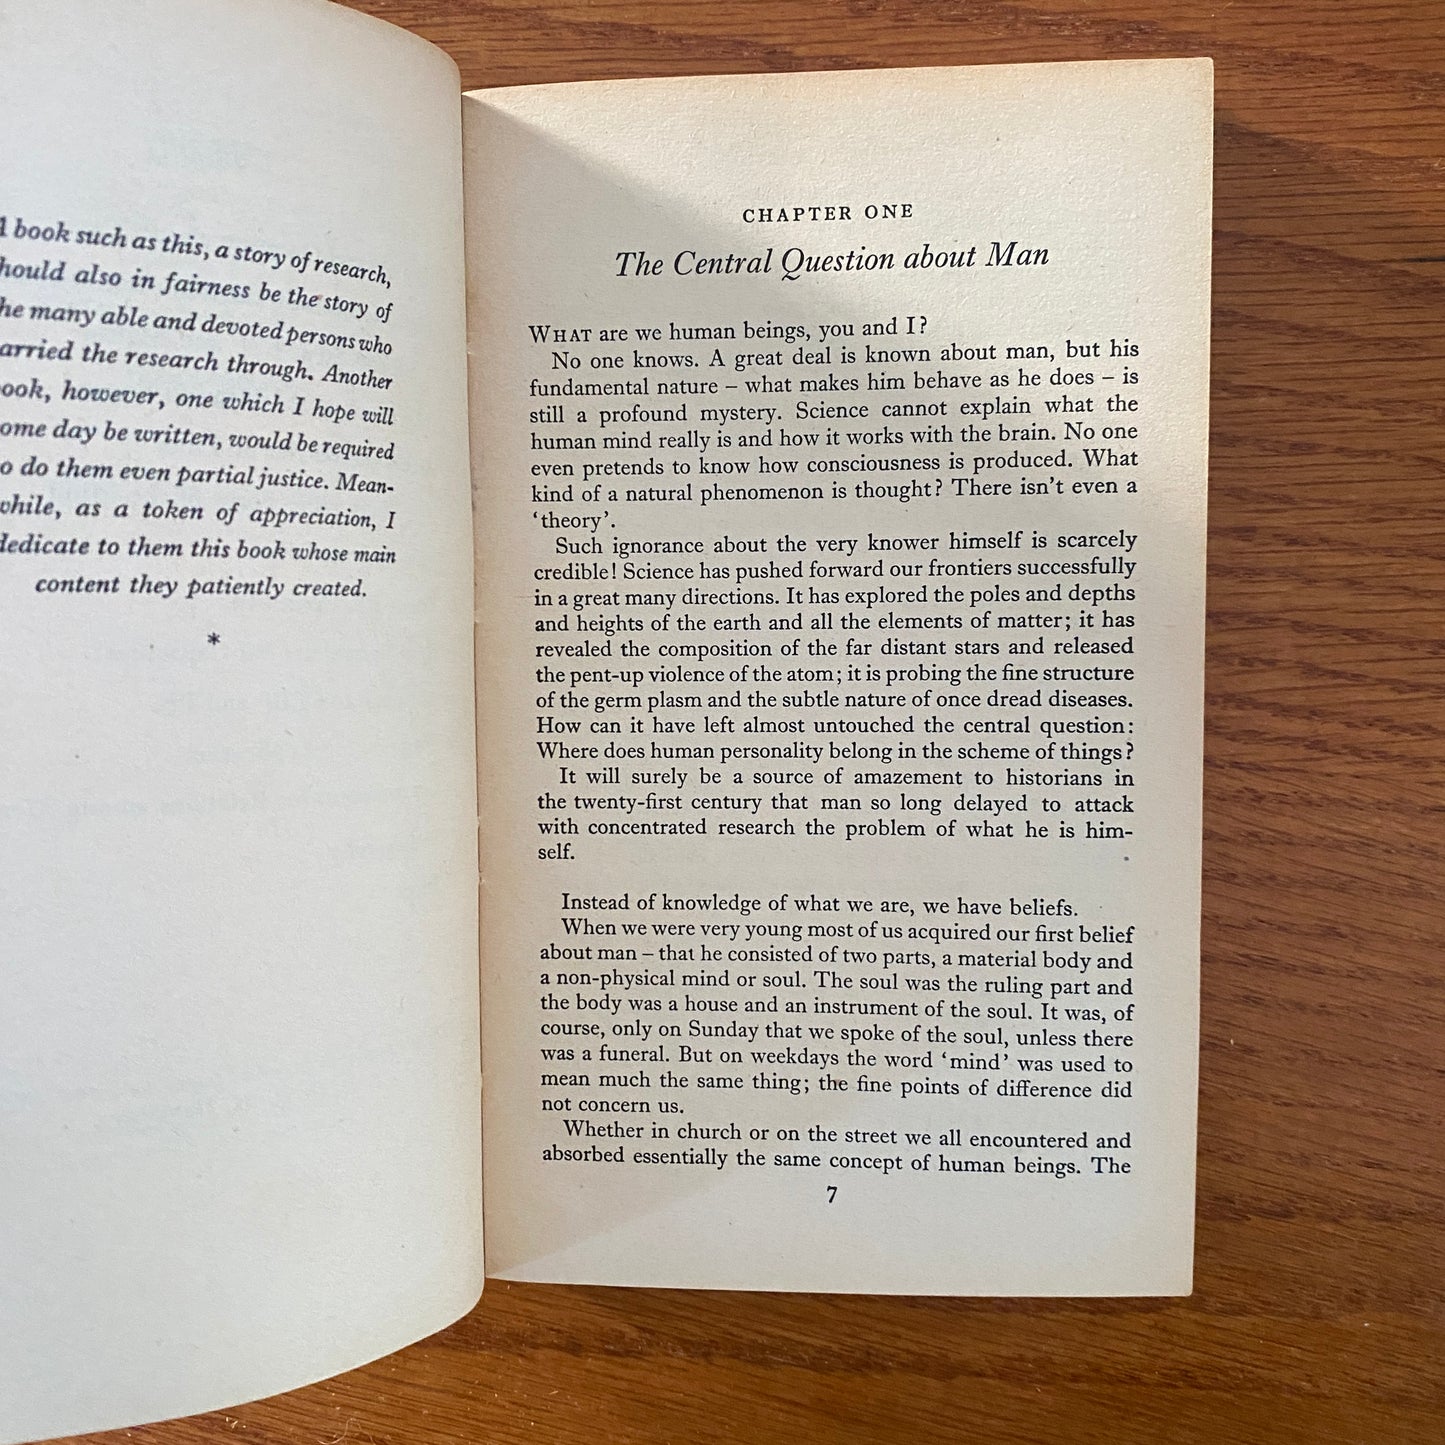 book such as this, a story of research,
also in fairness be the story of
many able and devoted persons who
the research through. Another
however, one which I hope will
day be written, would be required
do them even partial justice. Mean-
as a token of appreciation, I
dedicate to them this book whose main
content they patiently created.
*
CHAPTER ONE
The Central Question about Man
WHAT are we human beings, you and I?
No one knows. A great deal is known about man, but his
fundamental nature – what makes him behave as he does – is
still a profound mystery. Science cannot explain what the
human mind really is and how it works with the brain. No one
even pretends to know how consciousness is produced. What
kind of a natural phenomenon is thought? There isn't even a
'theory'.
Such ignorance about the very knower himself is scarcely
credible! Science has pushed forward our frontiers successfully
in a great many directions. It has explored the poles and depths
and heights of the earth and all the elements of matter; it has
revealed the composition of the far distant stars and released
the pent-up violence of the atom; it is probing the fine structure
of the germ plasm and the subtle nature of once dread diseases.
How can it have left almost untouched the central question:
Where does human personality belong in the scheme of things?
It will surely be a source of amazement to historians in
the twenty-first century that man so long delayed to attack
with concentrated research the problem of what he is him-
self.
Instead of knowledge of what we are, we have beliefs.
When we were very young most of us acquired our first belief
about man – that he consisted of two parts, a material body and
a non-physical mind or soul. The soul was the ruling part and
the body was a house and an instrument of the soul. It was, of
course, only on Sunday that we spoke of the soul, unless there
was a funeral. But on weekdays the word 'mind' was used to
mean much the same thing; the fine points of difference did
not concern us.
Whether in church or on the street we all encountered and
absorbed essentially the same concept of human beings. The
7